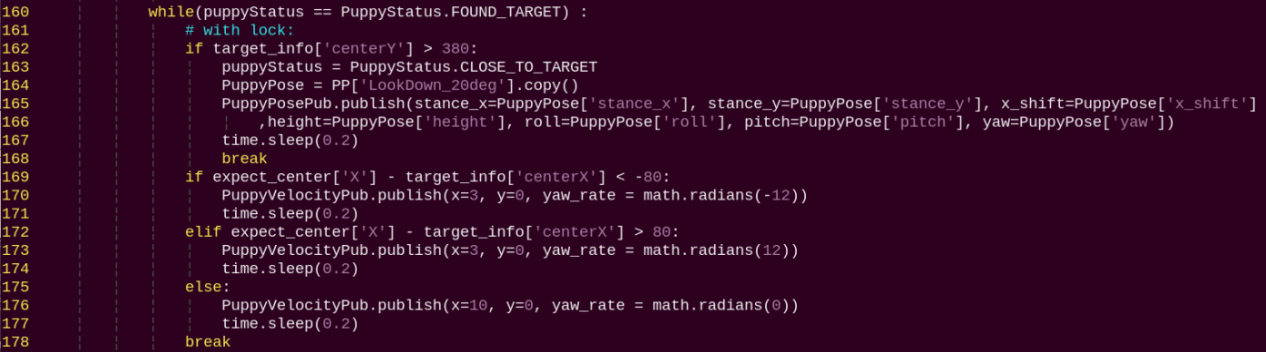 160 while(puppyStatus == PuppyStatus.FOUND_TARGET) :
161 # with lock:
162 if target_info['centerY'] > 380:
163 puppyStatus = PuppyStatus.CLOSE_TO_TARGET
164 PuppyPose = PP['LookDown_20deg'].copy()
165 PuppyPosePub.publish(stance_x=PuppyPose['stance_x'], stance_y=PuppyPose['stance_y'], x_shift=PuppyPose['x_shift']
166 ,height=PuppyPose['height'], roll=PuppyPose['roll'], pitch=PuppyPose['pitch'], yaw=PuppyPose['yaw'])
167 time.sleep(0.2)
168 break
169 if expect_center['X'] - target_info['centerX'] < -80:
170 PuppyVelocityPub.publish(x=3, y=0, yaw_rate = math.radians(-12))
171 time.sleep(0.2)
172 elif expect_center['X'] - target_info['centerX'] > 80:
173 PuppyVelocityPub.publish(x=3, y=0, yaw_rate = math.radians(12))
174 time.sleep(0.2)
175 else:
176 PuppyVelocityPub.publish(x=10, y=0, yaw_rate = math.radians(0))
177 time.sleep(0.2)
178 break